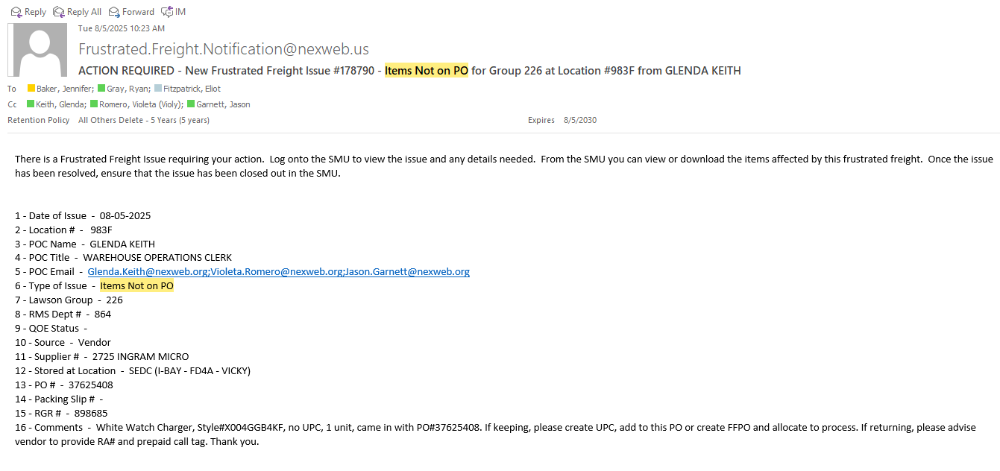 Reply Reply All Forward IM
Tue 8/5/2025 10:23 AM
Frustrated.Freight.Notification@nexweb.us
ACTION REQUIRED - New Frustrated Freight Issue #178790 - Items Not on PO for Group 226 at Location #983F from GLENDA KEITH
To Baker, Jennifer; Gray, Ryan; Fitzpatrick, Eliot
Cc Keith, Glenda; Romero, Violeta (Violy); Garnett, Jason
Retention Policy All Others Delete - 5 Years (5 years) Expires 8/5/2030
There is a Frustrated Freight Issue requiring your action. Log onto the SMU to view the issue and any details needed. From the SMU you can view or download the items affected by this frustrated freight. Once the issue
has been resolved, ensure that the issue has been closed out in the SMU.
1 - Date of Issue - 08-05-2025
2 - Location # - 983F
3 - POC Name - GLENDA KEITH
4 - POC Title - WAREHOUSE OPERATIONS CLERK
5 - POC Email - Glenda.Keith@nexweb.org;Violeta.Romero@nexweb.org;Jason.Garnett@nexweb.org
6 - Type of Issue - Items Not on PO
7 - Lawson Group - 226
8 - RMS Dept # - 864
9 - QOE Status -
10 - Source - Vendor
11 - Supplier # - 2725 INGRAM MICRO
12 - Stored at Location - SEDC (I-BAY - FD4A - VICKY)
13 - PO # - 37625408
14 - Packing Slip # -
15 - RGR # - 898685
16 - Comments - White Watch Charger, Style#X004GGB4KF, no UPC, 1 unit, came in with PO#37625408. If keeping, please create UPC, add to this PO or create FFPO and allocate to process. If returning, please advise
vendor to provide RA# and prepaid call tag. Thank you.